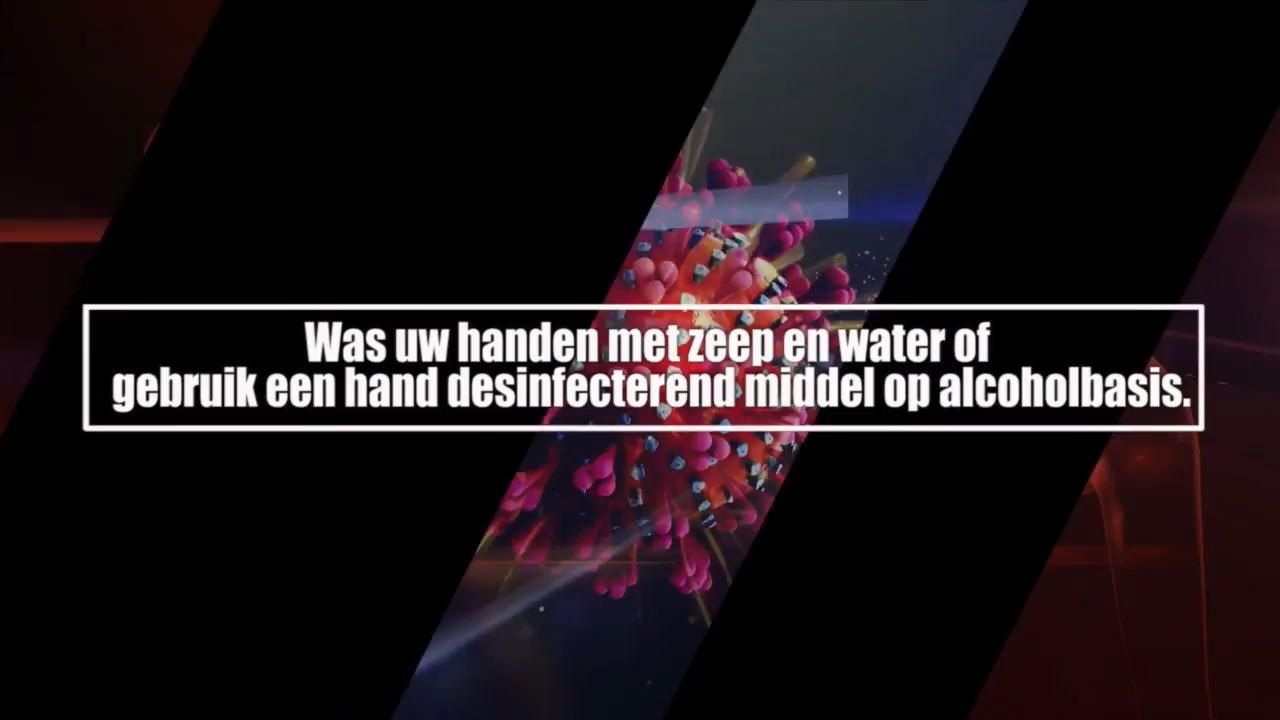 Was uw handen met zeep en water of
gebruik een hand desinfecterend middel op alcoholbasis.